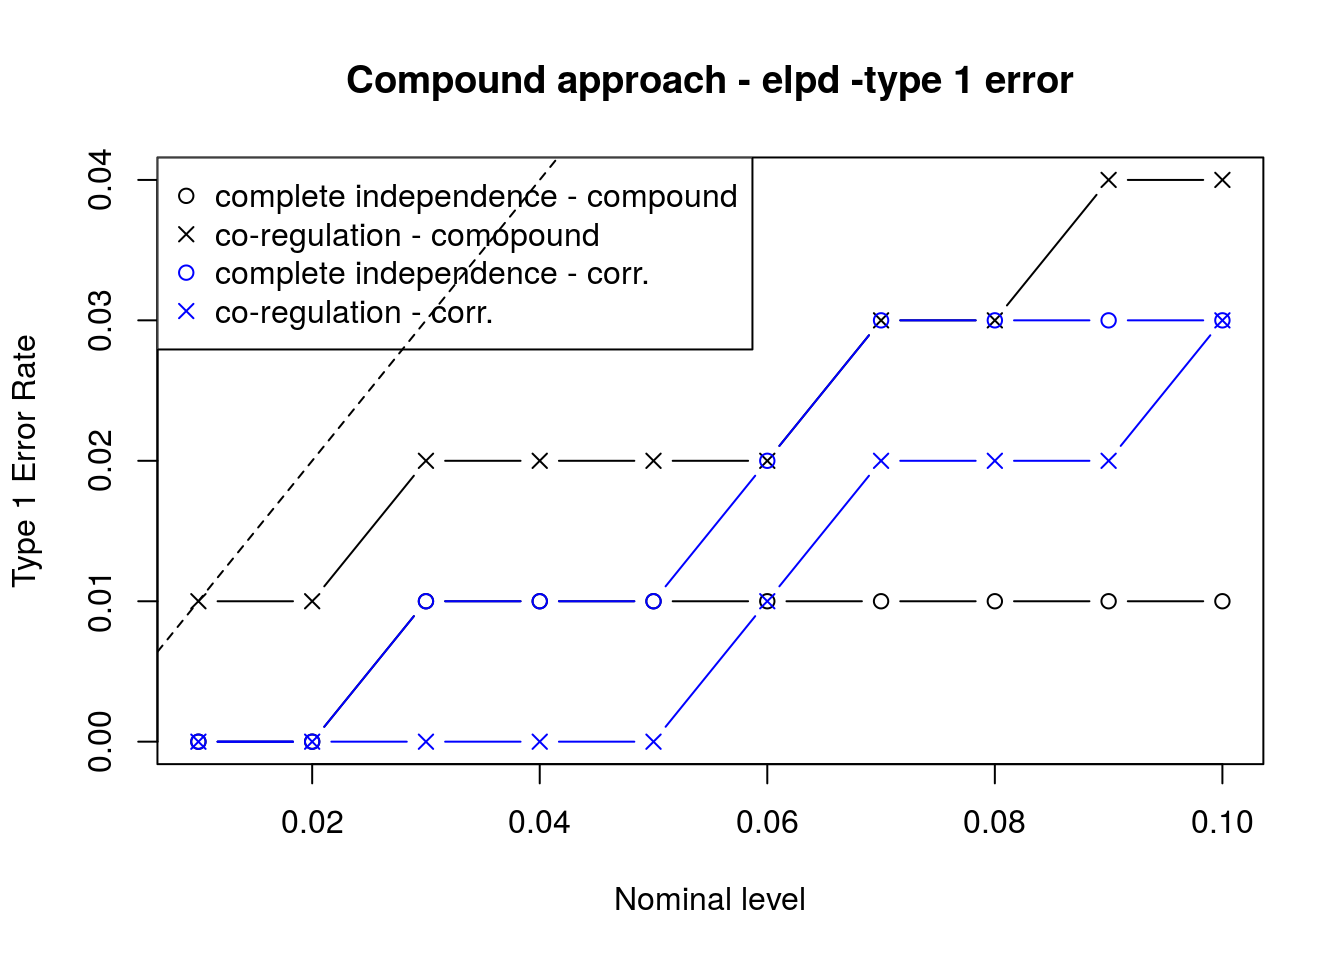 Compound approach - elpd -type 1 error
complete independence - compound
co-regulation - comopound
complete independence - corr.
co-regulation - corr.
Type 1 Error Rate
0.04
0.03
0.02
0.01
0.00
0.02 0.04 0.06 0.08 0.10
Nominal level